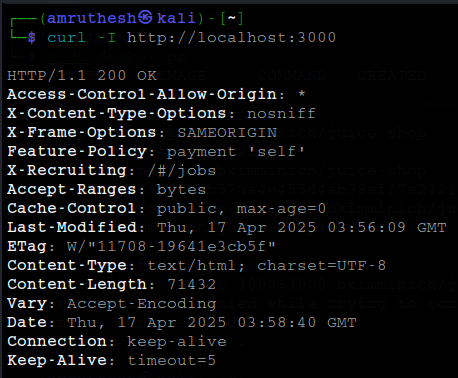 ┌──(amruthesh㉿kali)-[~]
└─$ curl -I http://localhost:3000
HTTP/1.1 200 OK
Access-Control-Allow-Origin: *
X-Content-Type-Options: nosniff
X-Frame-Options: SAMEORIGIN
Feature-Policy: payment 'self'
X-Recruiting: /#/jobs
Accept-Ranges: bytes
Cache-Control: public, max-age=0
Last-Modified: Thu, 17 Apr 2025 03:56:09 GMT
ETag: W/"11708-19641e3cb5f"
Content-Type: text/html; charset=UTF-8
Content-Length: 71432
Vary: Accept-Encoding
Date: Thu, 17 Apr 2025 03:58:40 GMT
Connection: keep-alive
Keep-Alive: timeout=5